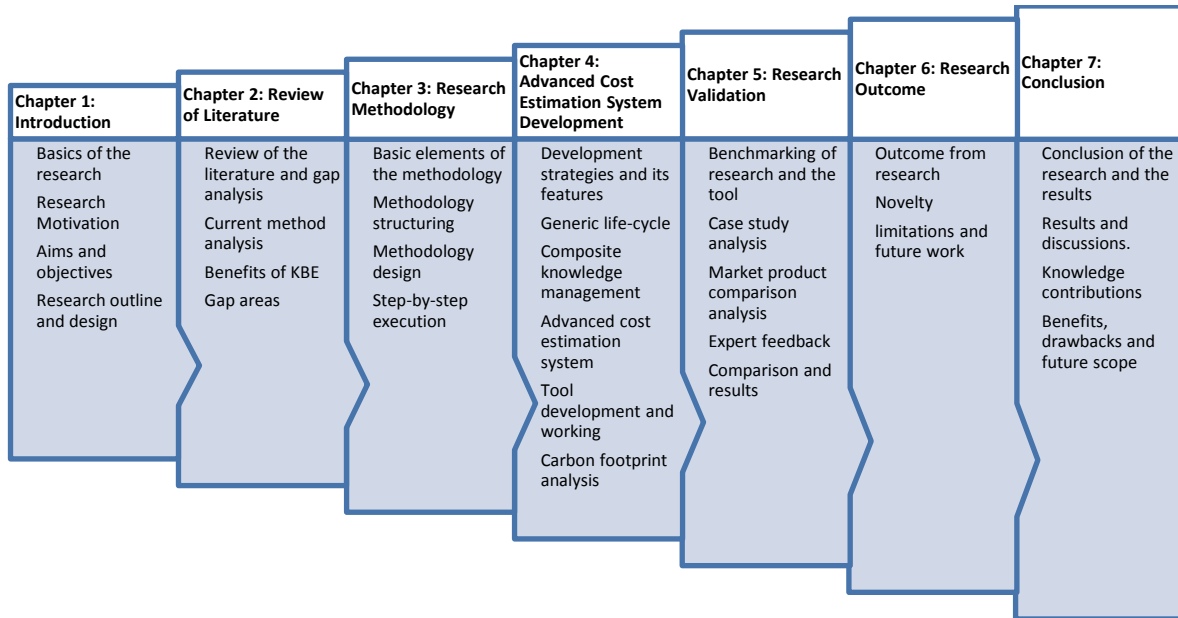 Chapter 1:
Introduction
Basics of the
research
Research
Motivation
Aims and
objectives
Research outline
and design
Chapter 2: Review
of Literature
Review of the
literature and gap
analysis
Current method
analysis
Benefits of KBE
Gap areas
Chapter 3: Research
Methodology
Basic elements of
the methodology
Methodology
structuring
Methodology
design
Step-by-step
execution
Chapter 4:
Advanced Cost
Estimation System
Development
Development
strategies and its
features
Generic life-cycle
Composite
knowledge
management
Advanced cost
estimation
system
Tool
development and
working
Carbon footprint
analysis
Chapter 5: Research
Validation
Benchmarking of
research and the
tool
Case study
analysis
Market product
comparison
analysis
Expert feedback
Comparison and
results
Chapter 6: Research
Outcome
Outcome from
research
Novelty
limitations and
future work
Chapter 7:
Conclusion
Conclusion of the
research and the
results
Results and
discussions.
Knowledge
contributions
Benefits,
drawbacks and
future scope